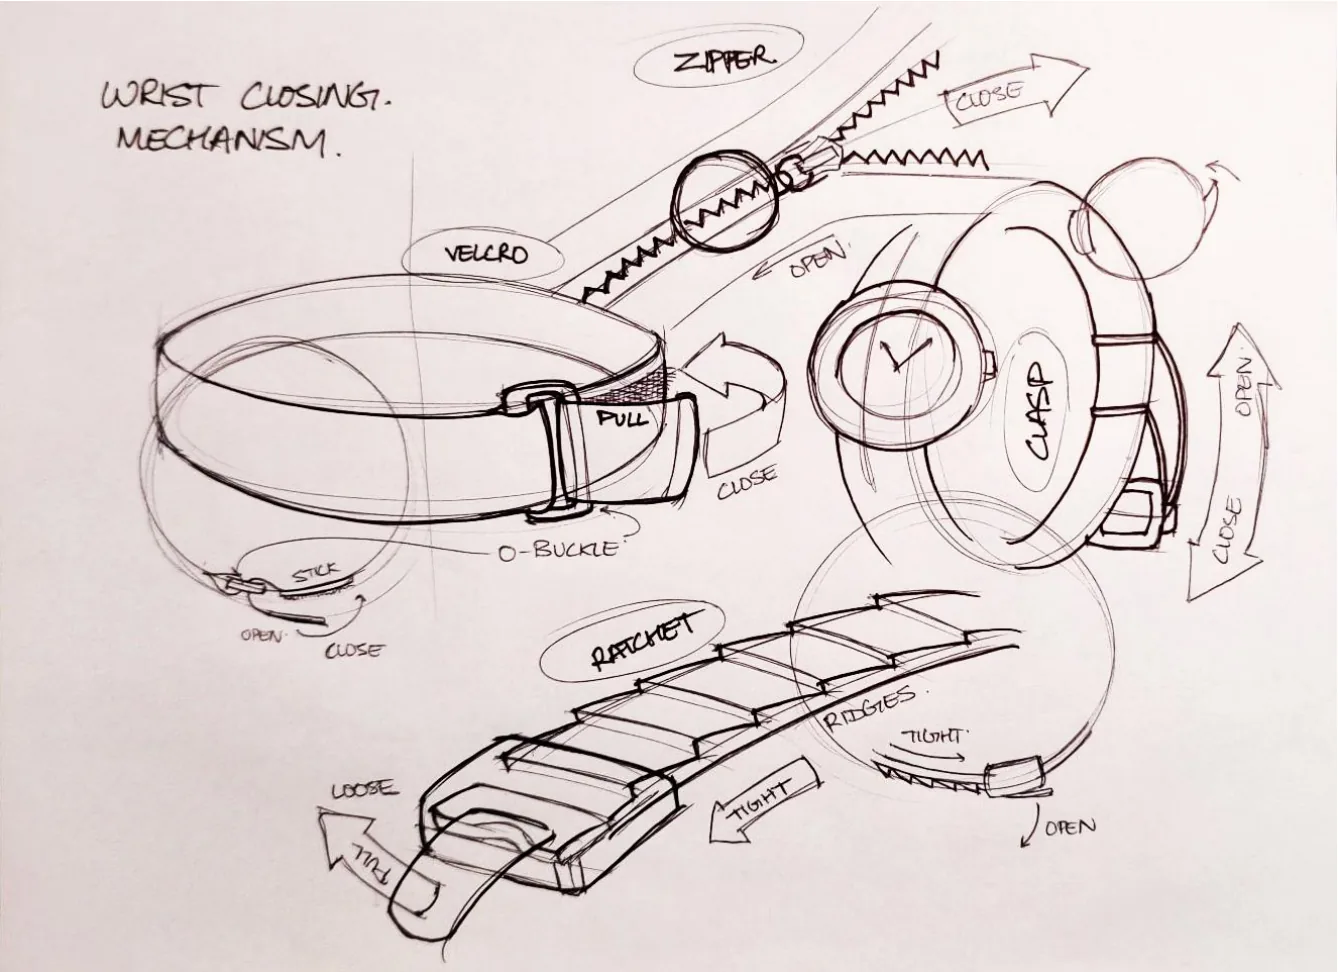 WRIST CLOSING.
MECHANISM.
ZIPPER.
CLOSE
OPEN.
VELCRO
PULL
CLOSE
O-BUCKLE
STICK
OPEN.
CLOSE
CLASP
OPEN
CLOSE
RATCHET
RIDGES.
TIGHT.
TIGHT
OPEN
LOOSE
PULL